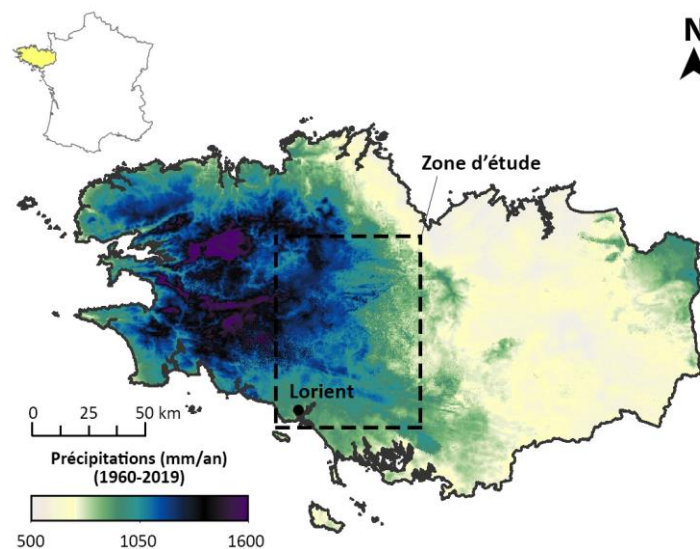 N
Zone d'étude
Lorient
0 25 50 km
Précipitations (mm/an)
(1960-2019)
500 1050 1600